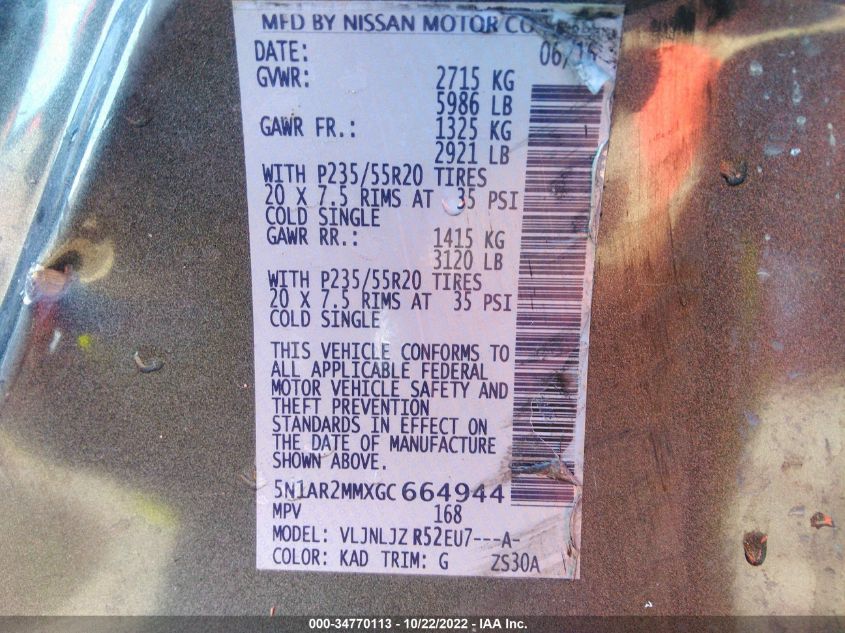 MFD BY NISSAN MOTOR CO
DATE: 06/16
GVWR: 2715 KG
5986 LB
GAWR FR.: 1325 KG
2921 LB
WITH P235/55R20 TIRES
20 X 7.5 RIMS AT 35 PSI
COLD SINGLE
GAWR RR.: 1415 KG
3120 LB
WITH P235/55R20 TIRES
20 X 7.5 RIMS AT 35 PSI
COLD SINGLE
THIS VEHICLE CONFORMS TO
ALL APPLICABLE FEDERAL
MOTOR VEHICLE SAFETY AND
THEFT PREVENTION
STANDARDS IN EFFECT ON
THE DATE OF MANUFACTURE
SHOWN ABOVE.
5N1AR2MMXGC 664944
MPV 168
MODEL: VLJNLJZ R52EU7---A-
COLOR: KAD TRIM: G ZS30A
000-34770113 - 10/22/2022 - IAA Inc.